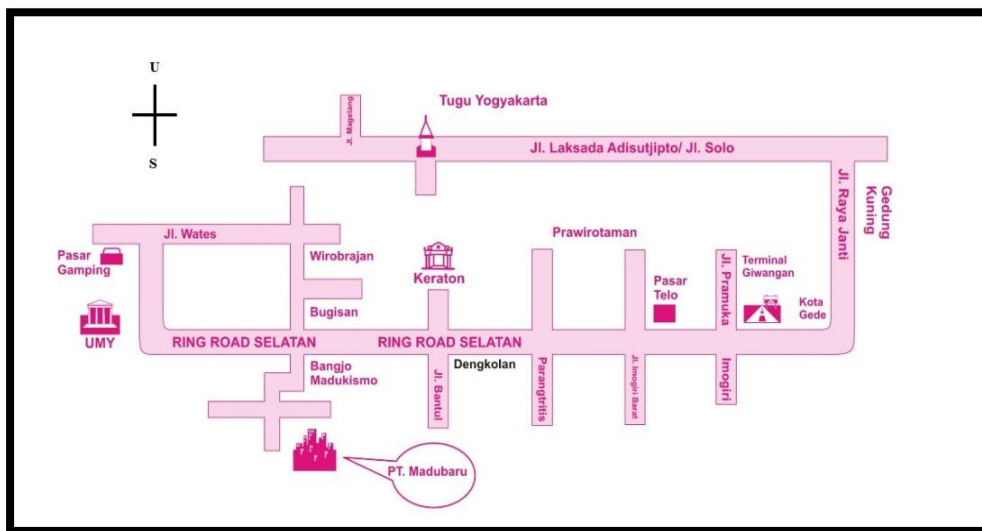 U
S
Jl. Magelang
Tugu Yogyakarta
Jl. Laksada Adisutjipto/ Jl. Solo
Jl. Raya Janti
Gedung
Kuning
Jl. Wates
Pasar
Gamping
Wirobrajan
Keraton
Prawirotaman
Pasar
Telo
Jl. Pramuka
Terminal
Giwangan
Kota
Gede
Bugisan
UMY
RING ROAD SELATAN
RING ROAD SELATAN
Bangjo
Madukismo
Jl. Bantul
Dengkolan
Parangtritis
Jl. Imogiri Barat
Imogiri
PT. Madubaru